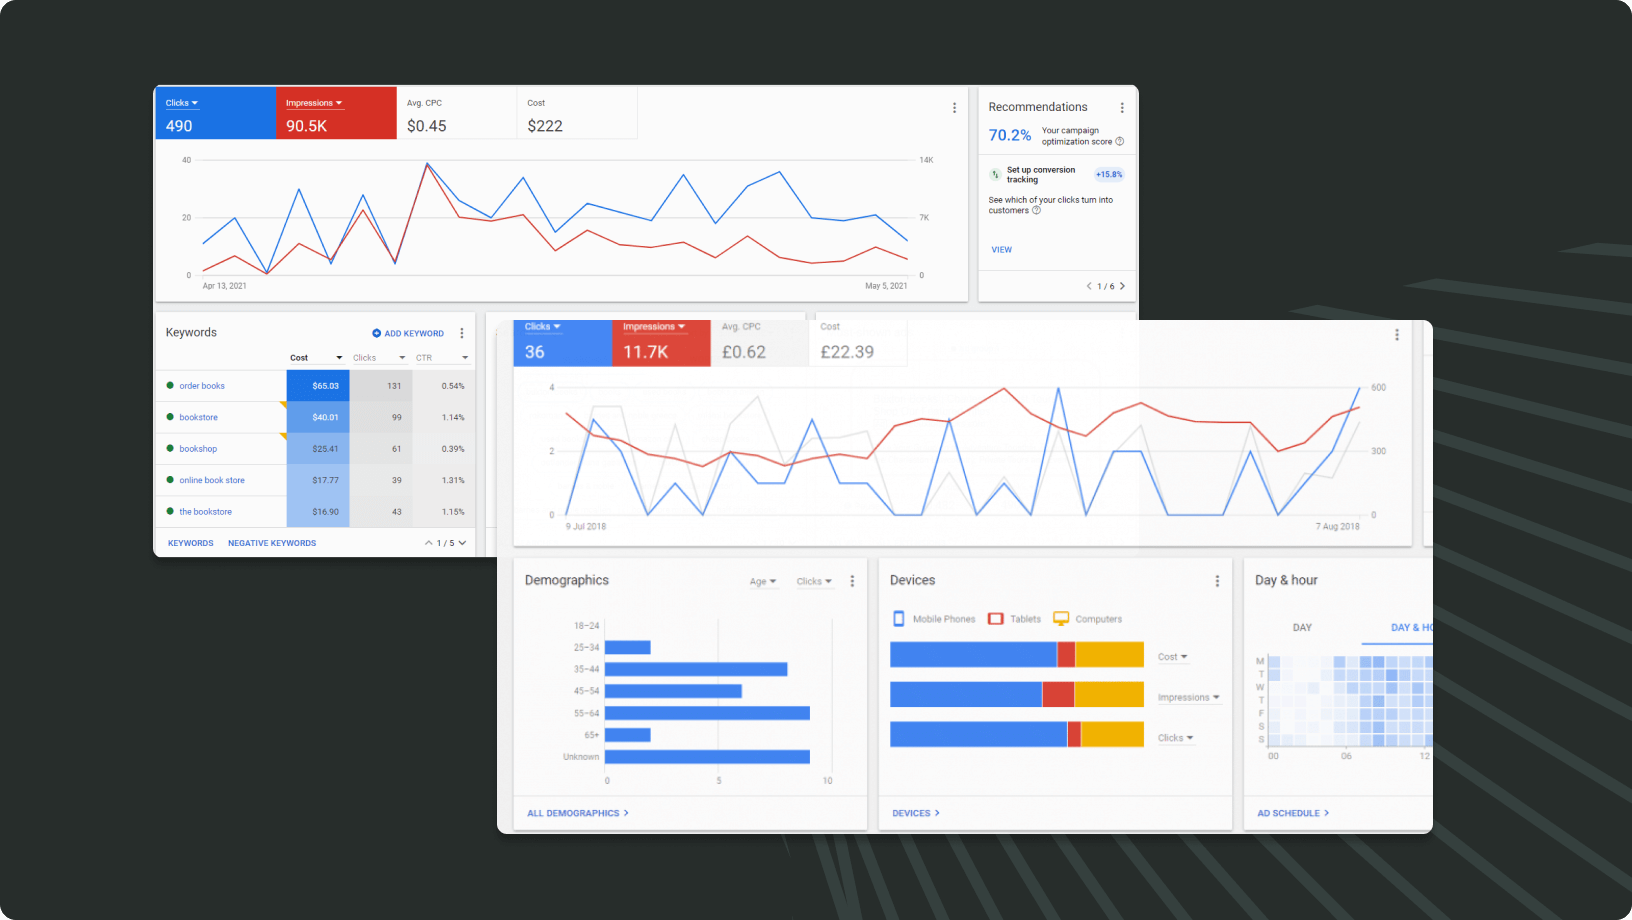 Clicks
490
Impressions
90.5K
Avg. CPC
$0.45
Cost
$222
40
20
0
14K
7K
0
Apr 13, 2021
May 5, 2021
Recommendations
70.2%
Your campaign
optimization score
Set up conversion
tracking
+15.8%
See which of your clicks turn into
customers
VIEW
1 / 6
Keywords
ADD KEYWORD
Cost Clicks CTR
order books $65.03 131 0.54%
bookstore $40.01 99 1.14%
bookshop $25.41 61 0.39%
online book store $17.77 39 1.31%
the bookstore $16.90 43 1.15%
KEYWORDS NEGATIVE KEYWORDS 1 / 5
Clicks
36
Impressions
11.7K
Avg. CPC
£0.62
Cost
£22.39
4
2
0
600
300
0
9 Jul 2018
7 Aug 2018
Demographics
Age Clicks
18–24
25–34
35–44
45–54
55–64
65+
Unknown
0 5 10
ALL DEMOGRAPHICS
Devices
Mobile Phones Tablets Computers
Cost
Impressions
Clicks
DEVICES
Day & hour
DAY DAY & HO
M
T
W
T
F
S
S
00 06 12
AD SCHEDULE